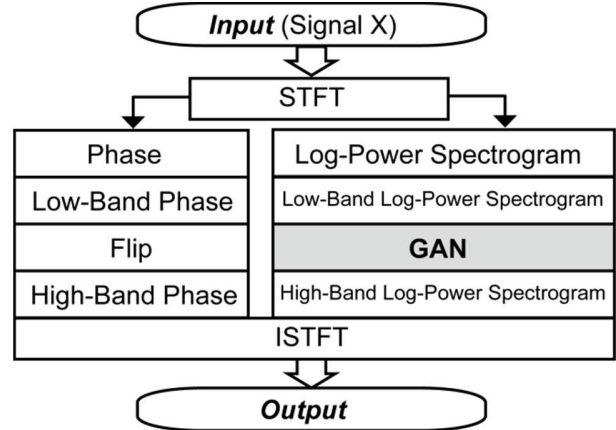 Input (Signal X)
STFT
Phase
Low-Band Phase
Flip
High-Band Phase
Log-Power Spectrogram
Low-Band Log-Power Spectrogram
GAN
High-Band Log-Power Spectrogram
ISTFT
Output